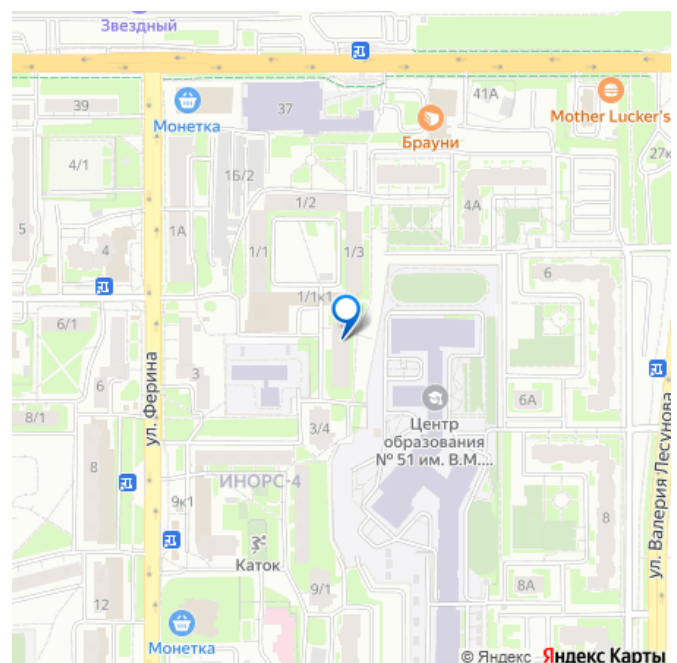 Звездный
39
Монетка
37
41А
Брауни
Mother Lucker's
4/1
1Б/2
27к
5
1А
1/2
4А
4
1/1
1/3
6
1/1к1
6/1
ул. Ферина
3
6
6А
8/1
3/4
Центр
образования
№ 51 им. В.М....
ул. Валерия Лесунова
8
ИНОРС-4
9к1
8
Каток
9/1
8А
12
Монетка
© Яндекс Яндекс Карты